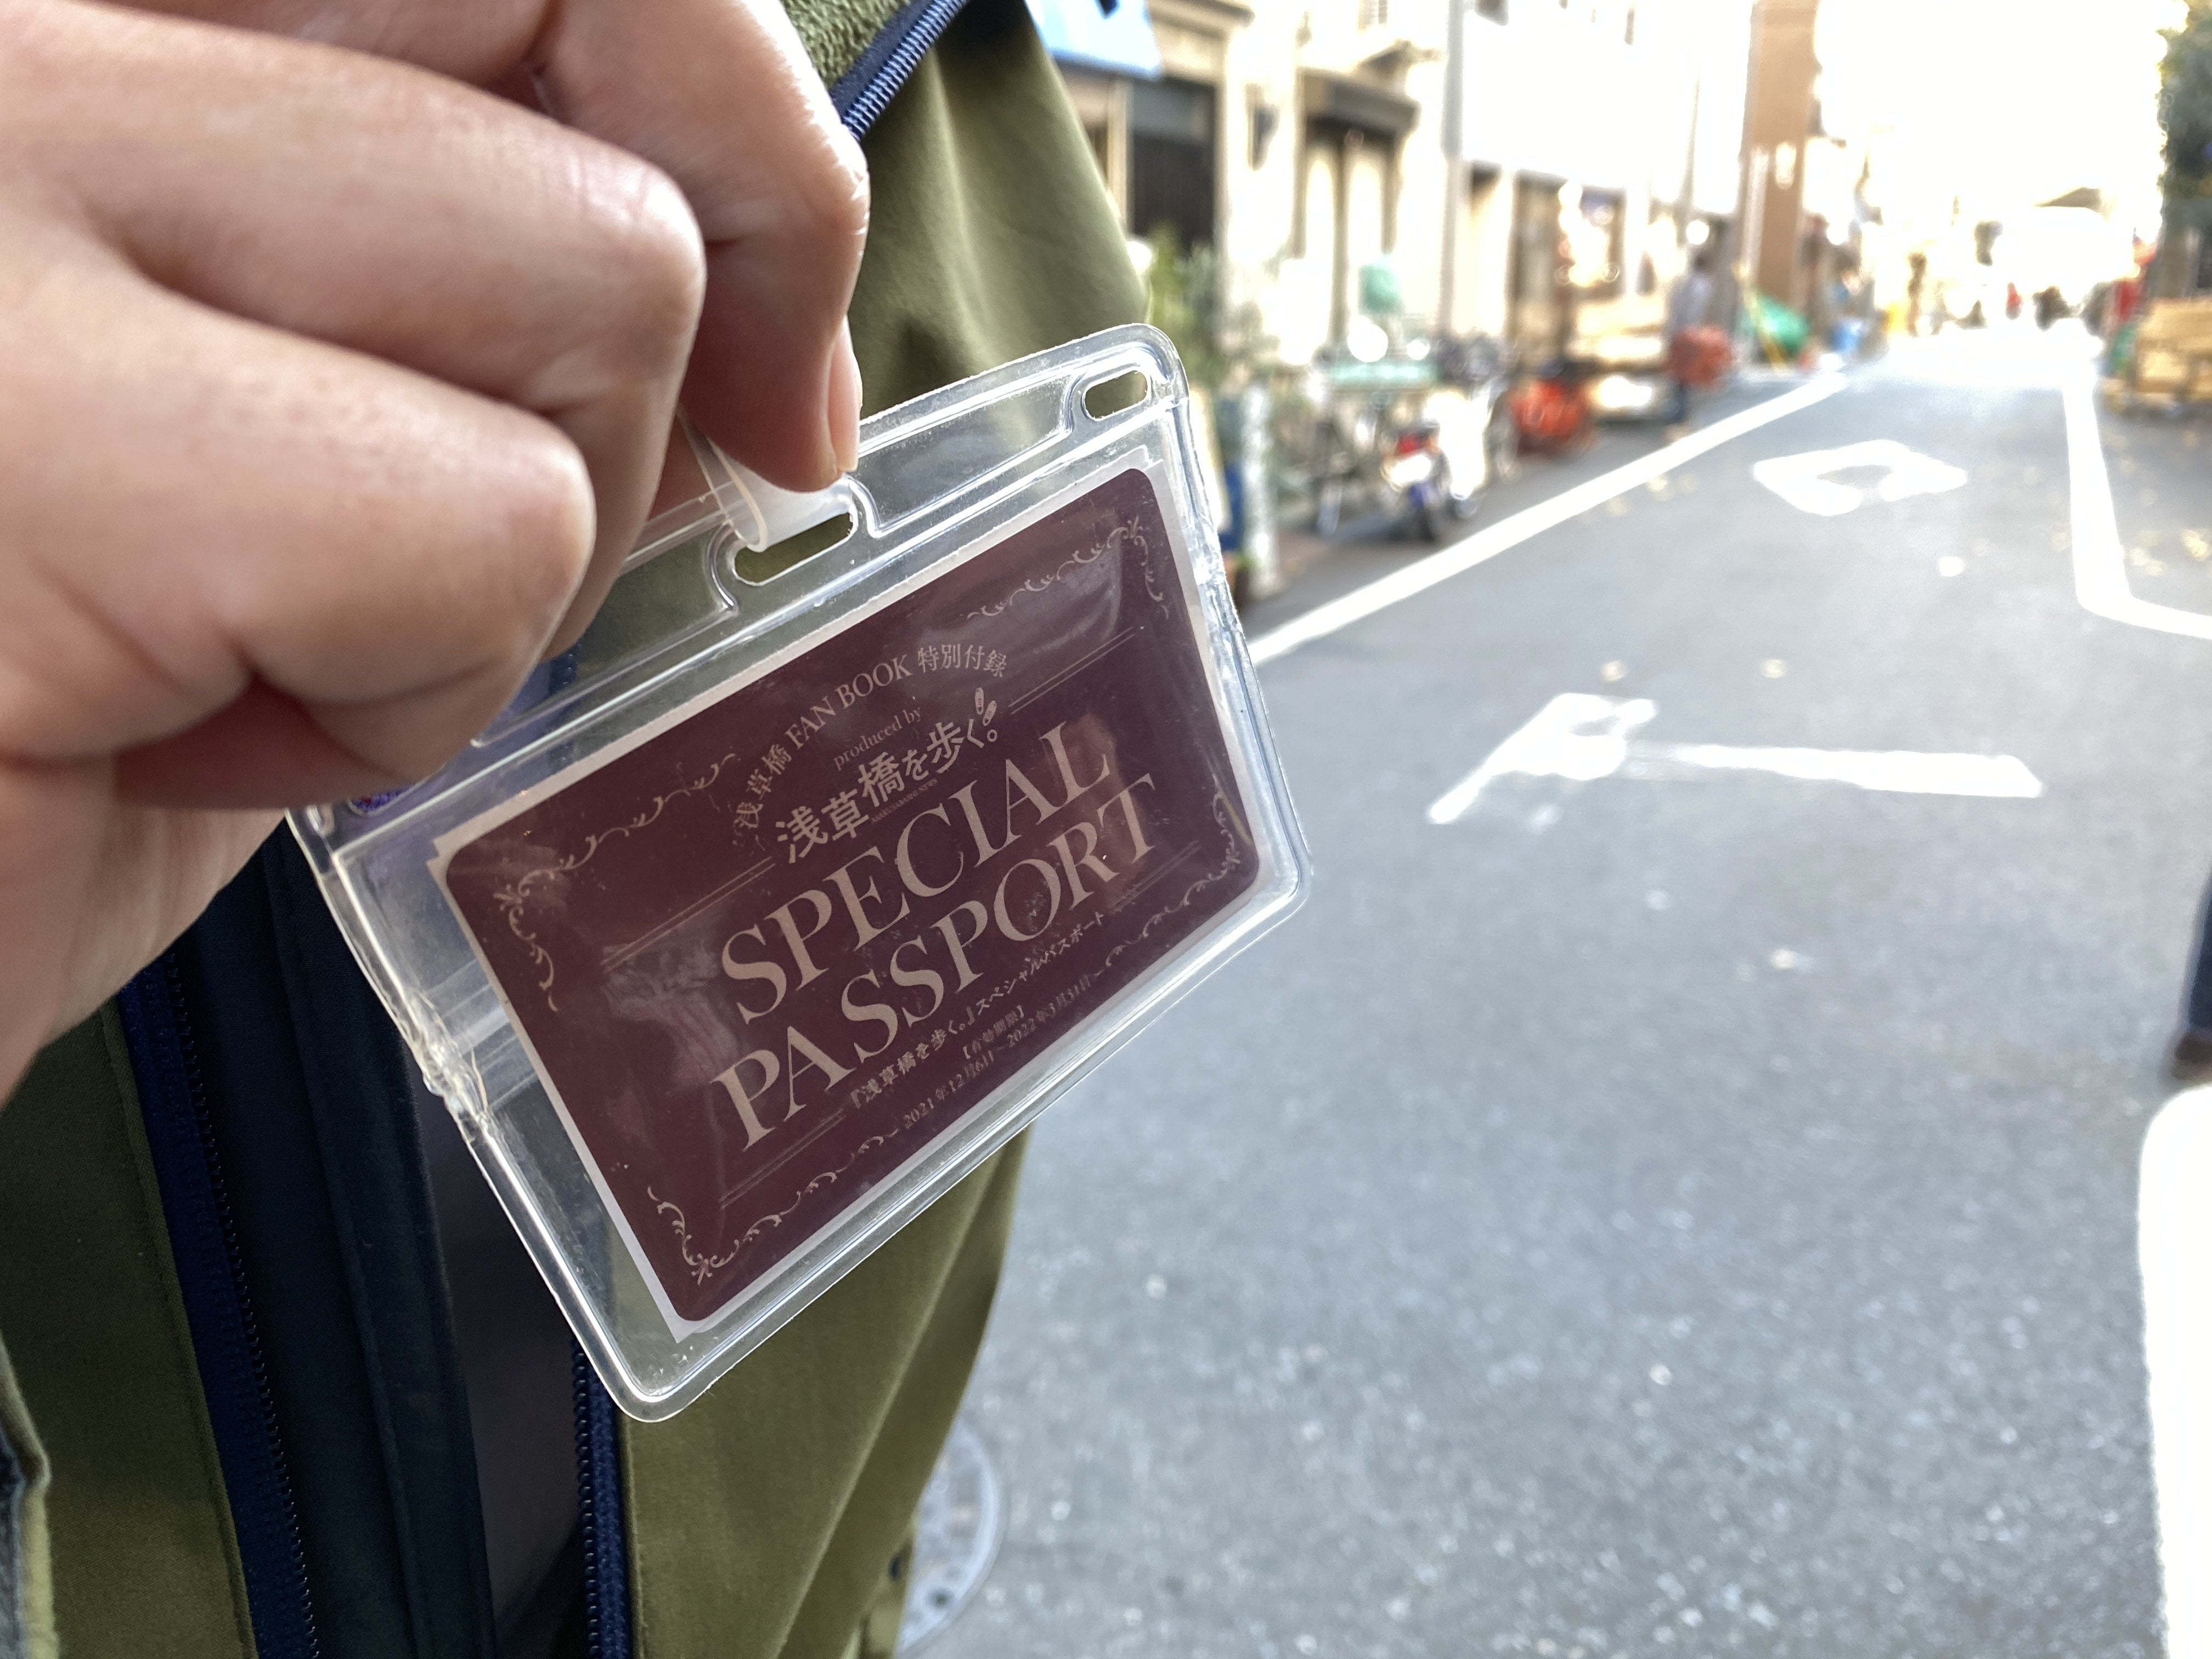 浅草橋 FAN BOOK 特別付録
produced by
浅草橋を歩く。
SPECIAL
PASSPORT
『浅草橋を歩く。』スペシャルパスポート
【有効期限】
2021年12月6日~2022年3月31日